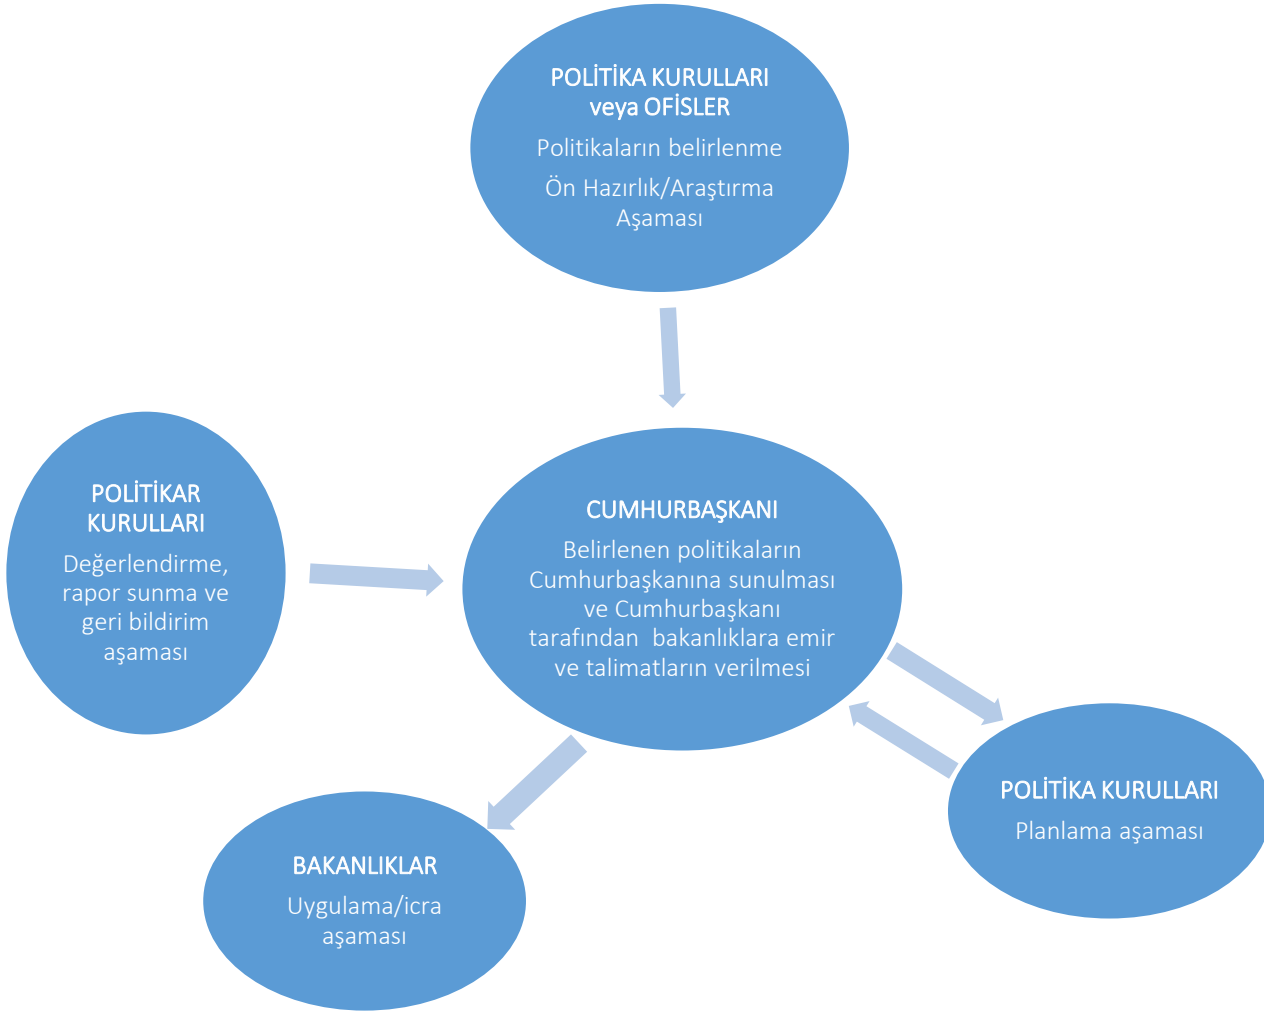 POLİTİKA KURULLARI
veya OFİSLER
Politikaların belirlenme
Ön Hazırlık/Araştırma
Aşaması
POLİTİKAR
KURULLARI
Değerlendirme,
rapor sunma ve
geri bildirim
aşaması
CUMHURBAŞKANI
Belirlenen politikaların
Cumhurbaşkanına sunulması
ve Cumhurbaşkanı
tarafından bakanlıklara emir
ve talimatların verilmesi
POLİTİKA KURULLARI
Planlama aşaması
BAKANLIKLAR
Uygulama/icra
aşaması